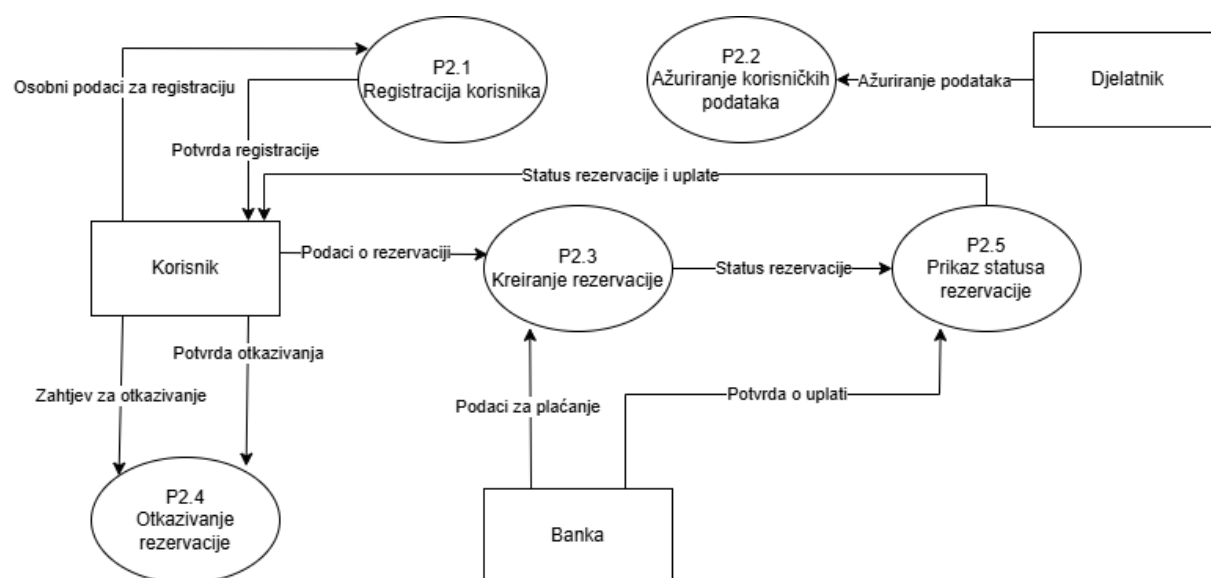 P2.1
Registracija korisnika
P2.2
Ažuriranje korisničkih
podataka
Ažuriranje podataka
Djelatnik
Osobni podaci za registraciju
Potvrda registracije
Status rezervacije i uplate
Korisnik
Podaci o rezervaciji
P2.3
Kreiranje rezervacije
Status rezervacije
P2.5
Prikaz statusa
rezervacije
Potvrda otkazivanja
Zahtjev za otkazivanje
Podaci za plaćanje
Potvrda o uplati
P2.4
Otkazivanje
rezervacije
Banka